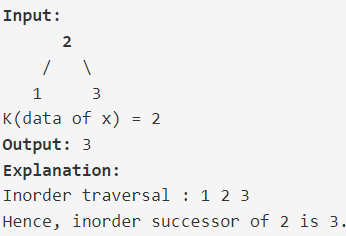 Input:
2
/ \
1 3
K(data of x) = 2
Output: 3
Explanation:
Inorder traversal : 1 2 3
Hence, inorder successor of 2 is 3.